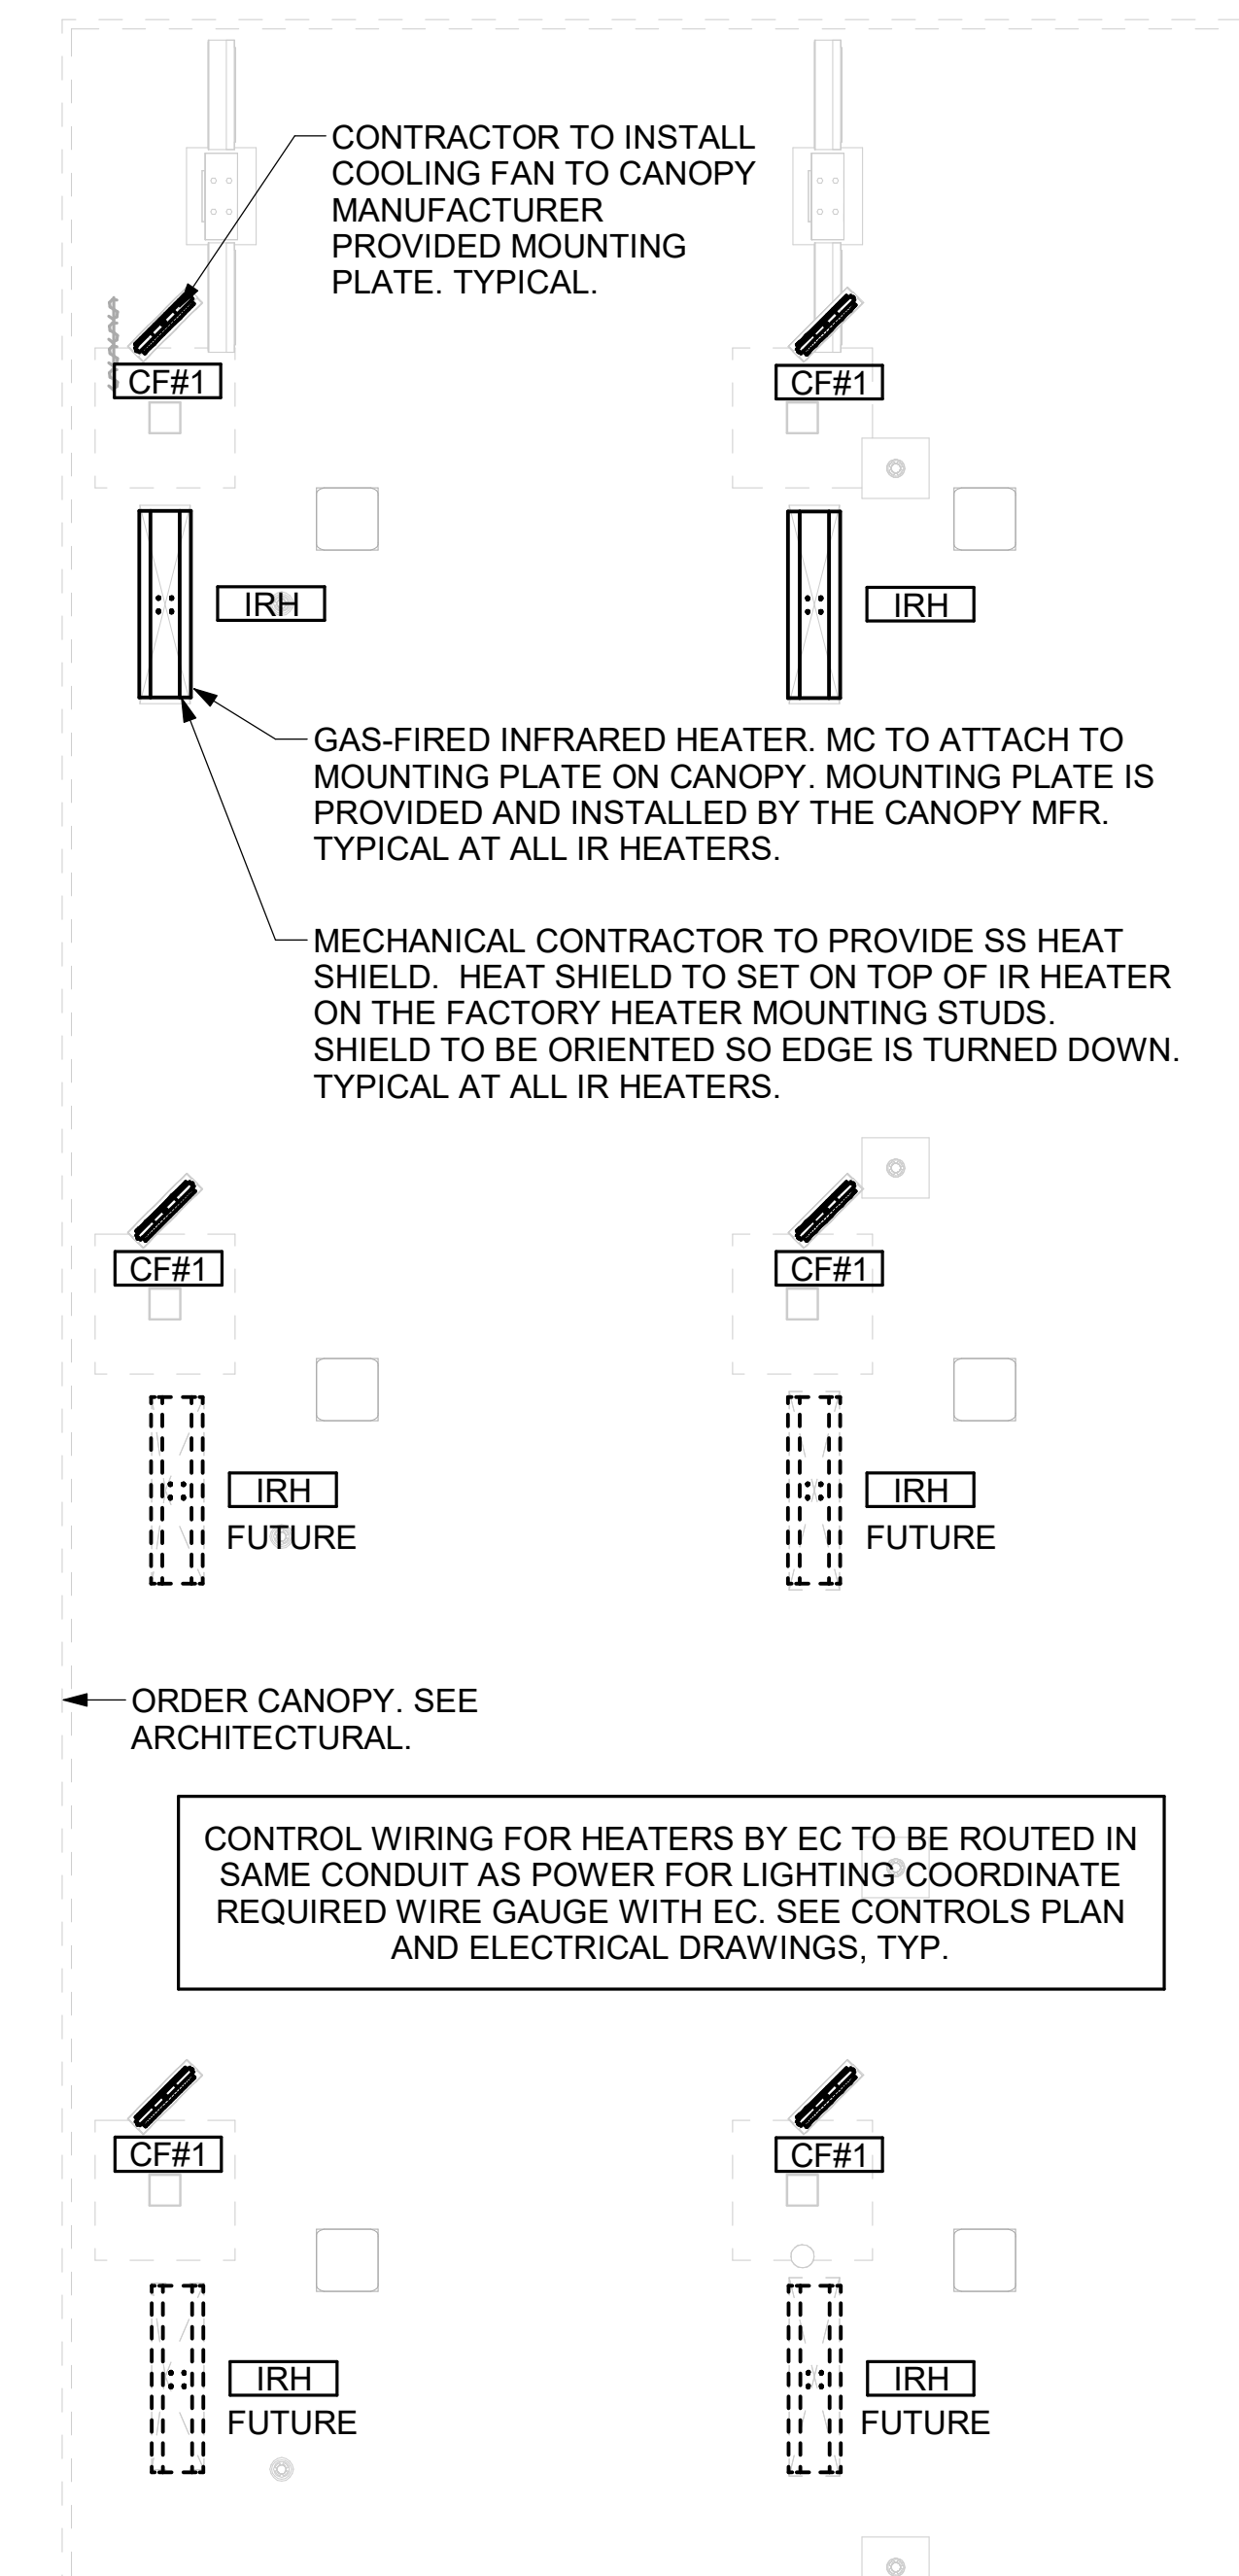 CONTRACTOR TO INSTALL
COOLING FAN TO CANOPY
MANUFACTURER
PROVIDED MOUNTING
PLATE. TYPICAL.
CF#1
CF#1
IRH
IRH
GAS-FIRED INFRARED HEATER. MC TO ATTACH TO
MOUNTING PLATE ON CANOPY. MOUNTING PLATE IS
PROVIDED AND INSTALLED BY THE CANOPY MFR.
TYPICAL AT ALL IR HEATERS.
MECHANICAL CONTRACTOR TO PROVIDE SS HEAT
SHIELD. HEAT SHIELD TO SET ON TOP OF IR HEATER
ON THE FACTORY HEATER MOUNTING STUDS.
SHIELD TO BE ORIENTED SO EDGE IS TURNED DOWN.
TYPICAL AT ALL IR HEATERS.
CF#1
CF#1
IRH
FUTURE
IRH
FUTURE
ORDER CANOPY. SEE
ARCHITECTURAL.
CONTROL WIRING FOR HEATERS BY EC TO BE ROUTED IN
SAME CONDUIT AS POWER FOR LIGHTING COORDINATE
REQUIRED WIRE GAUGE WITH EC. SEE CONTROLS PLAN
AND ELECTRICAL DRAWINGS, TYP.
CF#1
CF#1
IRH
FUTURE
IRH
FUTURE